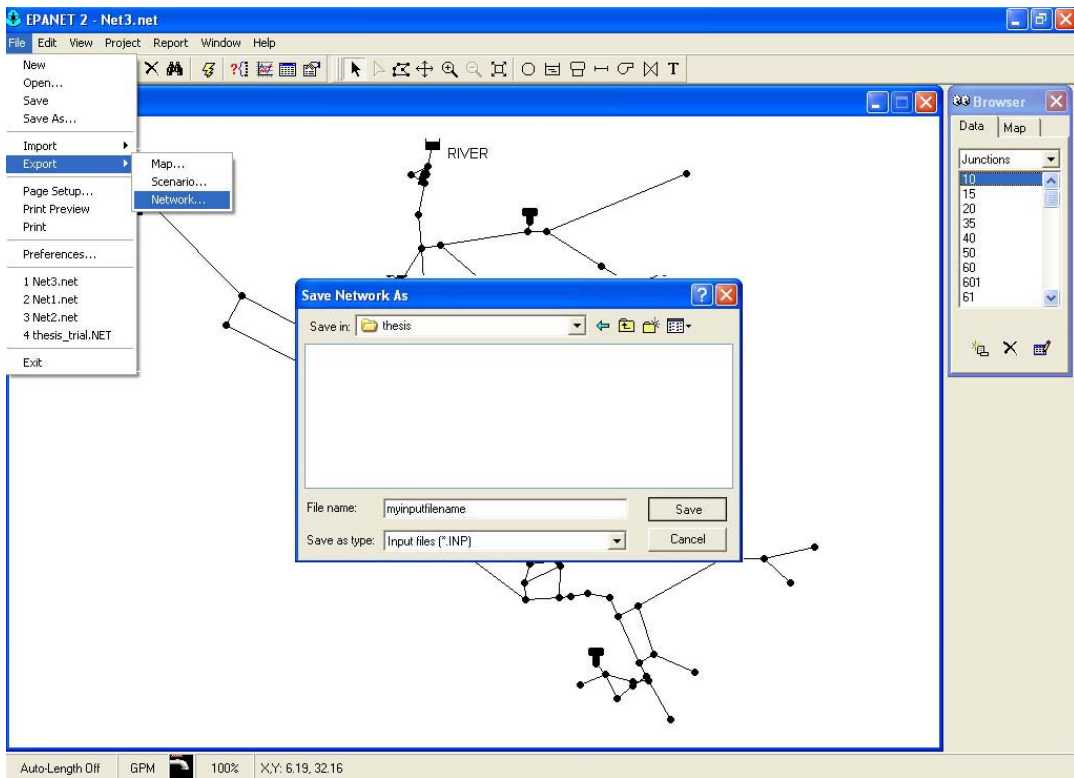 EPANET 2 - Net3.net
File Edit View Project Report Window Help
New
Open...
Save
Save As...
Import
Export
Page Setup...
Print Preview
Print
Preferences...
1 Net3.net
2 Net1.net
3 Net2.net
4 thesis_trial.NET
Exit
Map...
Scenario...
Network...
T
RIVER
Save Network As
Save in: thesis
File name: myinputfilename
Save
Save as type: Input files (*.INP)
Cancel
Browser
Data Map
Junctions
10
15
20
35
40
50
60
601
61
Auto-Length Off GPM 100% X,Y: 6.19, 32.16